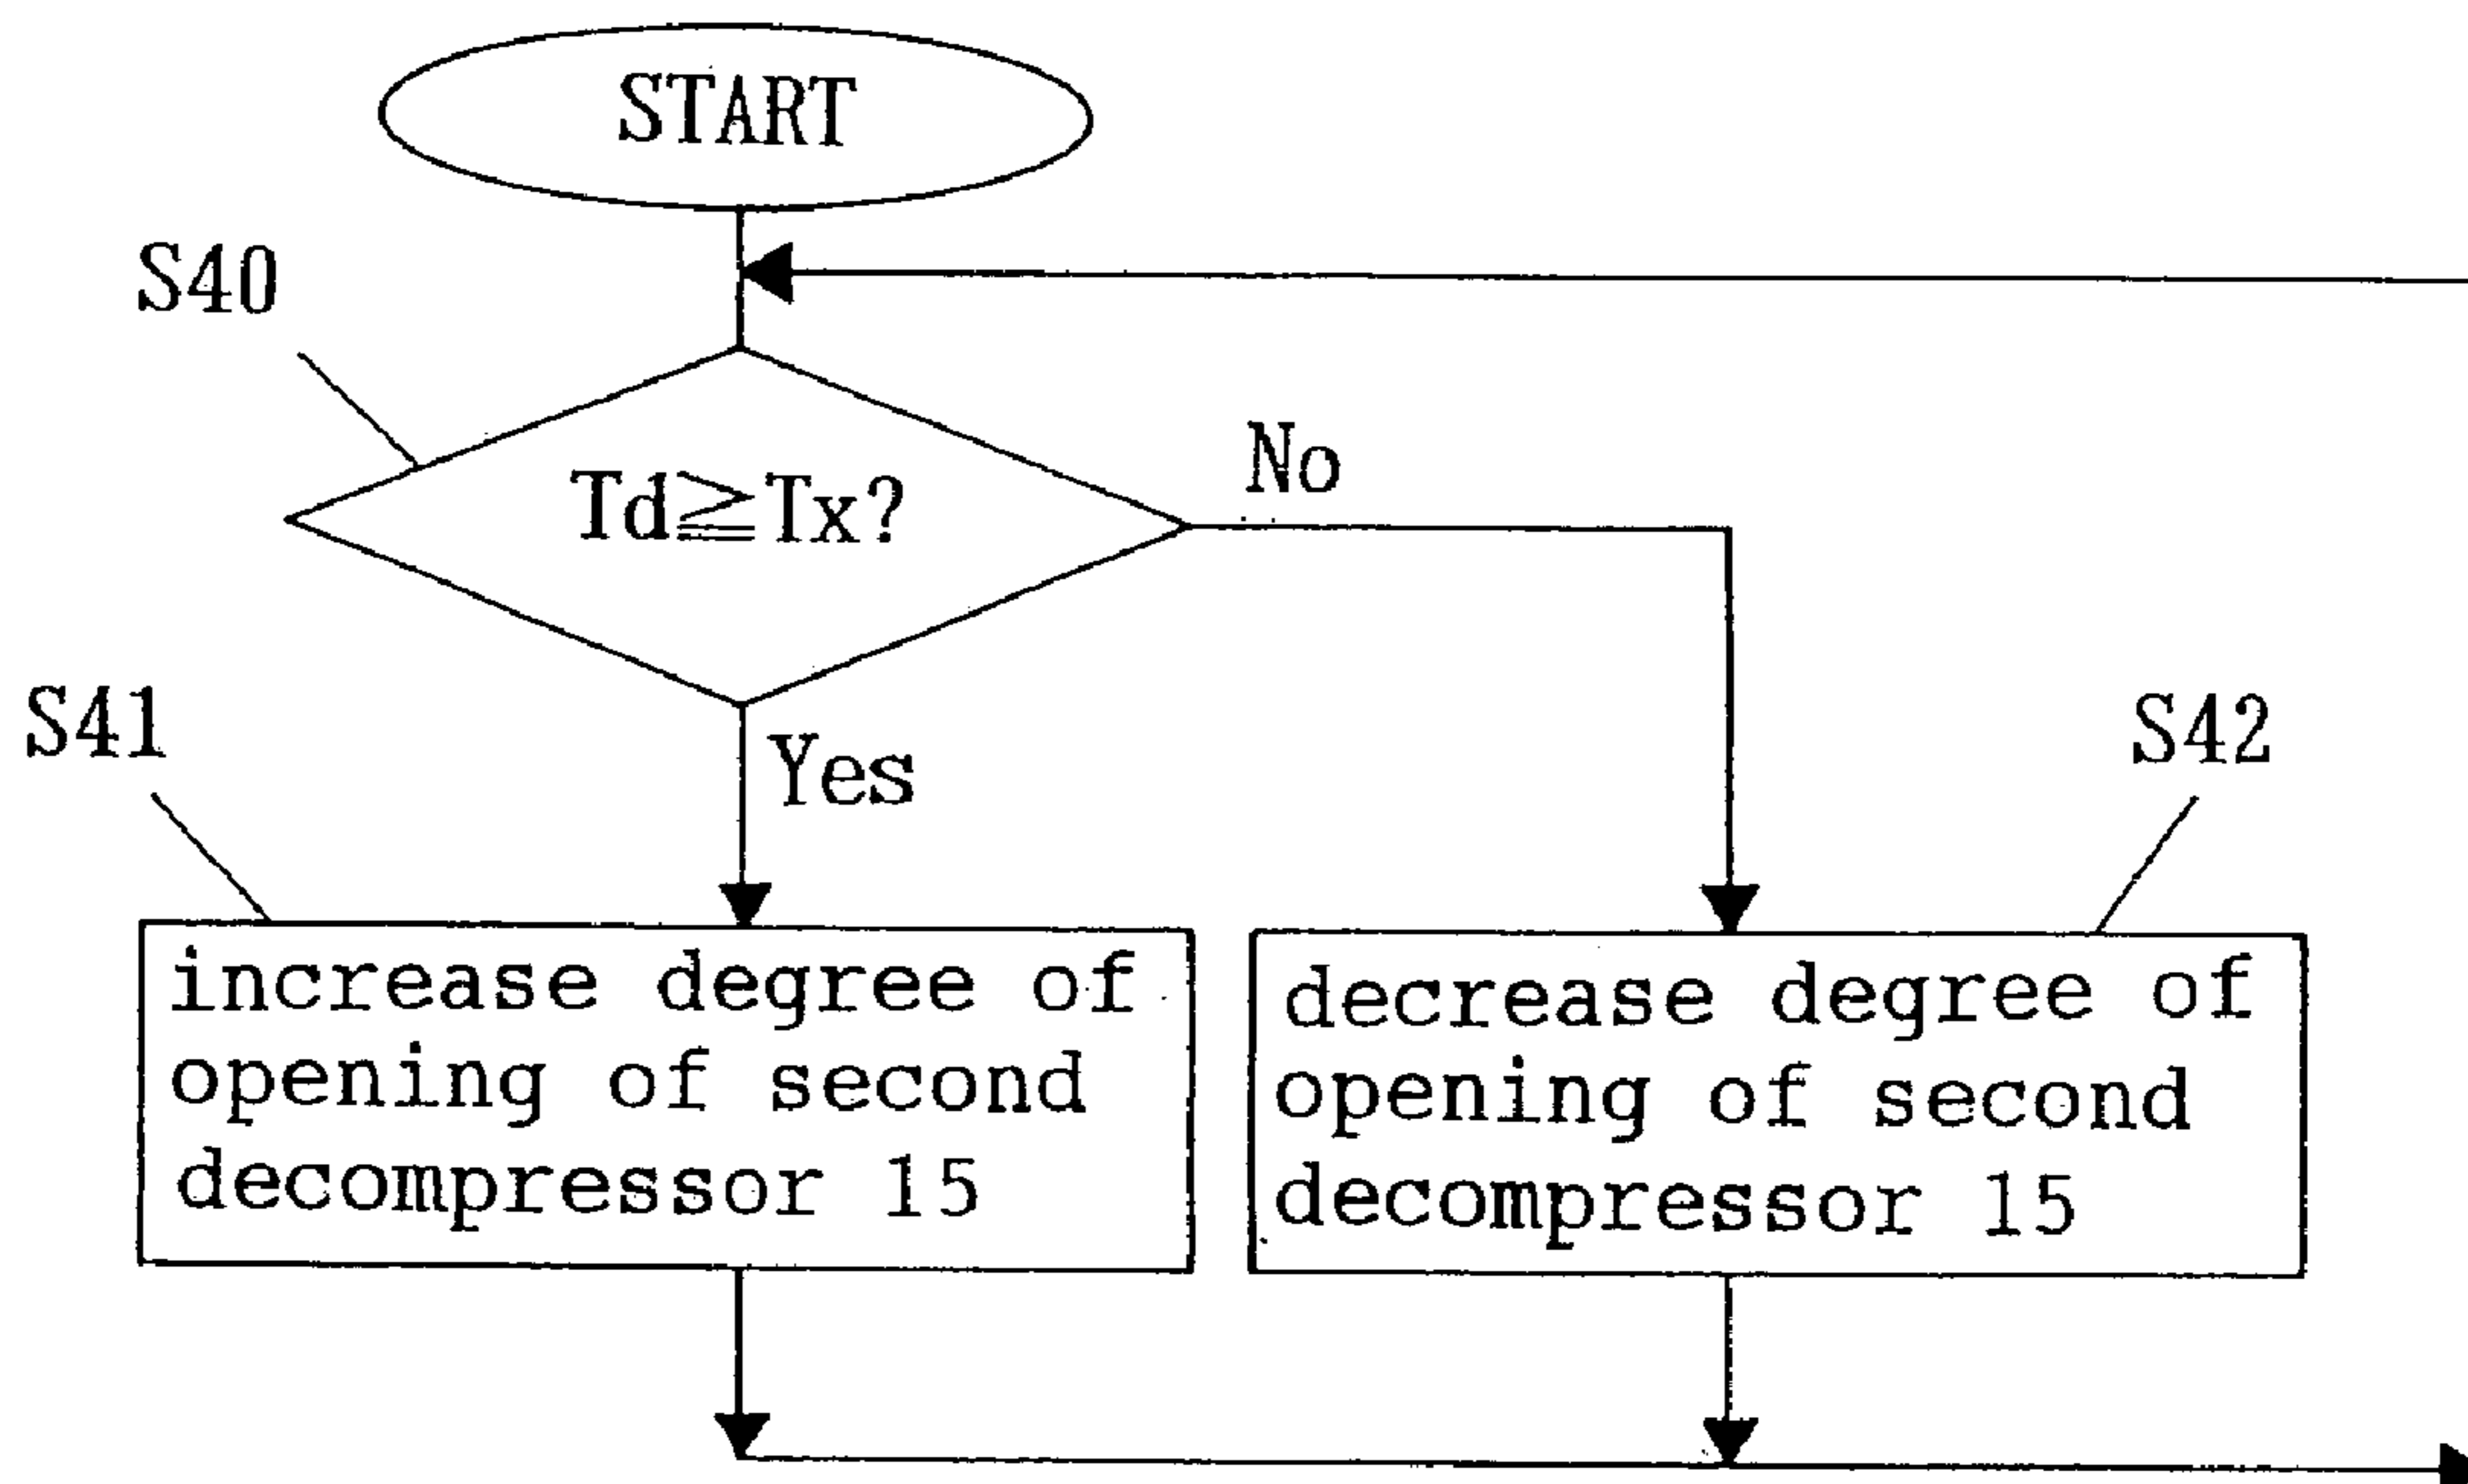 START
S40
Td≧Tx?
No
Yes
S41
S42
increase degree of
opening of second
decompressor 15
decrease degree of
opening of second
decompressor 15